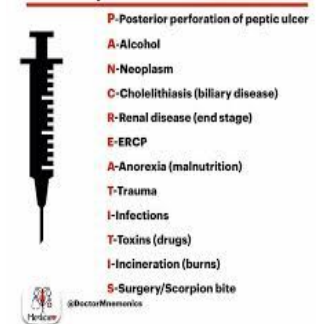 P-Posterior perforation of peptic ulcer
A-Alcohol
N-Neoplasm
C-Cholelithiasis (biliary disease)
R-Renal disease (end stage)
E-ERCP
A-Anorexia (malnutrition)
T-Trauma
I-Infections
T-Toxins (drugs)
I-Incineration (burns)
S-Surgery/Scorpion bite
@DoctorMnemonics